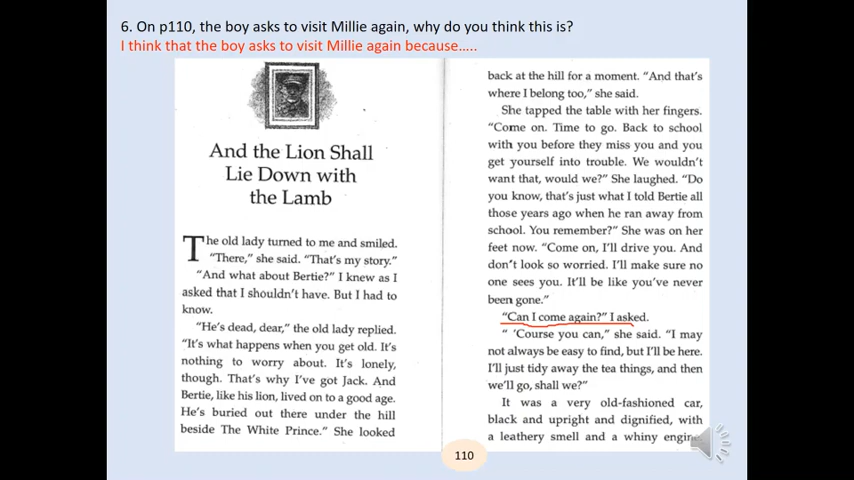 6. On p110, the boy asks to visit Millie again, why do you think this is?
I think that the boy asks to visit Millie again because…..
And the Lion Shall
Lie Down with
the Lamb
The old lady turned to me and smiled.
"There," she said. "That's my story."
"And what about Bertie?" I knew as I
asked that I shouldn't have. But I had to
know.
"He's dead, dear," the old lady replied.
"It's what happens when you get old. It's
nothing to worry about. It's lonely,
though. That's why I've got Jack. And
Bertie, like his lion, lived on to a good age.
He's buried out there under the hill
beside The White Prince." She looked
back at the hill for a moment. "And that's
where I belong too," she said.
She tapped the table with her fingers.
"Come on. Time to go. Back to school
with you before they miss you and you
get yourself into trouble. We wouldn't
want that, would we?" She laughed. "Do
you know, that's just what I told Bertie all
those years ago when he ran away from
school. You remember?" She was on her
feet now. "Come on, I'll drive you. And
don't look so worried. I'll make sure no
one sees you. It'll be like you've never
been gone."
"Can I come again?" I asked.
" 'Course you can," she said. "I may
not always be easy to find, but I'll be here.
I'll just tidy away the tea things, and then
we'll go, shall we?"
It was a very old-fashioned car,
black and upright and dignified, with
a leathery smell and a whiny engine.
110